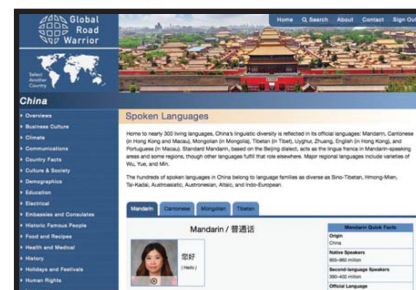 Global
Road
Warrior
Home Search About Contact Sign Out
Select
Another
Country
China
Overviews
Business Culture
Climate
Communications
Country Facts
Culture & Society
Demographics
Education
Electrical
Embassies and Consulates
Historic Famous People
Food and Recipes
Health and Medical
History
Holidays and Festivals
Human Rights
Spoken Languages
Home to nearly 300 living languages, China's linguistic diversity is reflected in its official languages: Mandarin, Cantonese
(in Hong Kong and Macau), Mongolian (in Mongolia), Tibetan (in Tibet), Uyghur, Zhuang, English (in Hong Kong), and
Portuguese (in Macau). Standard Mandarin, based on the Beijing dialect, acts as the lingua franca in Mandarin-speaking
areas and some regions, though other languages fulfill that role elsewhere. Major regional languages include varieties of
Wu, Yue, and Min.
The hundreds of languages spoken in China belong to language families as diverse as Sino-Tibetan, Hmong-Mien,
Tai-Kadai, Austroasiatic, Austronesian, Altaic, and Indo-European.
Mandarin Cantonese Mongolian Tibetan
Mandarin / 普通话
您好
(Hello.)
Mandarin Quick Facts
Origin
China
Native Speakers
955–960 million
Second-language Speakers
380–400 million
Official Language